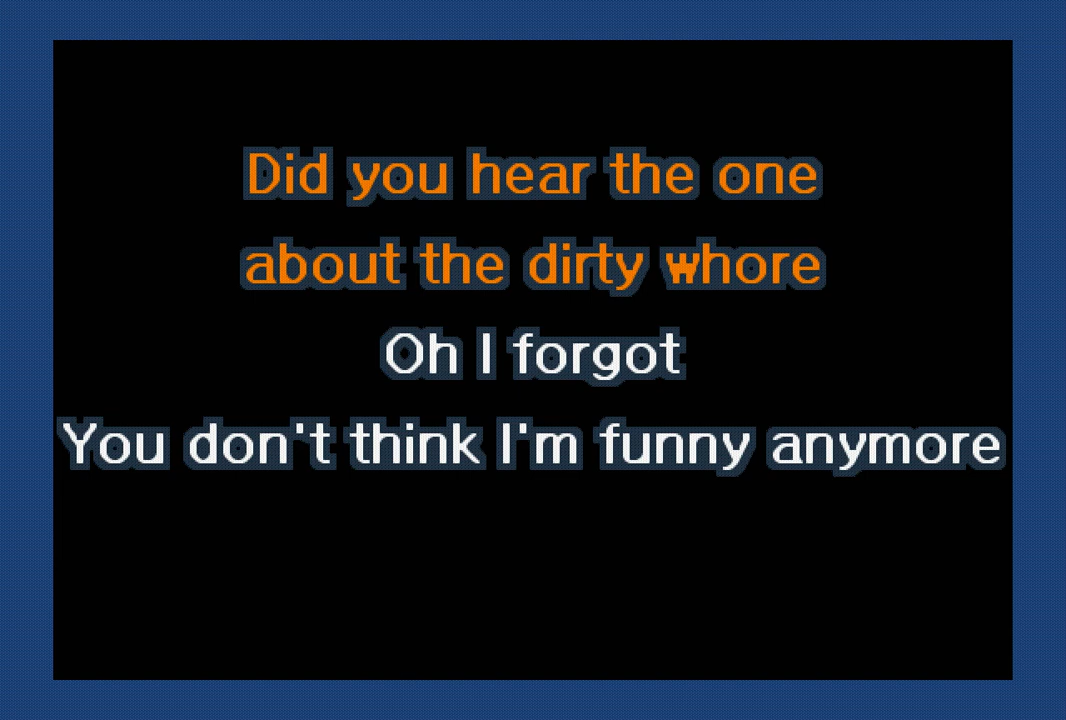 Did you hear the one
about the dirty whore
Oh I forgot
You don't think I'm funny anymore